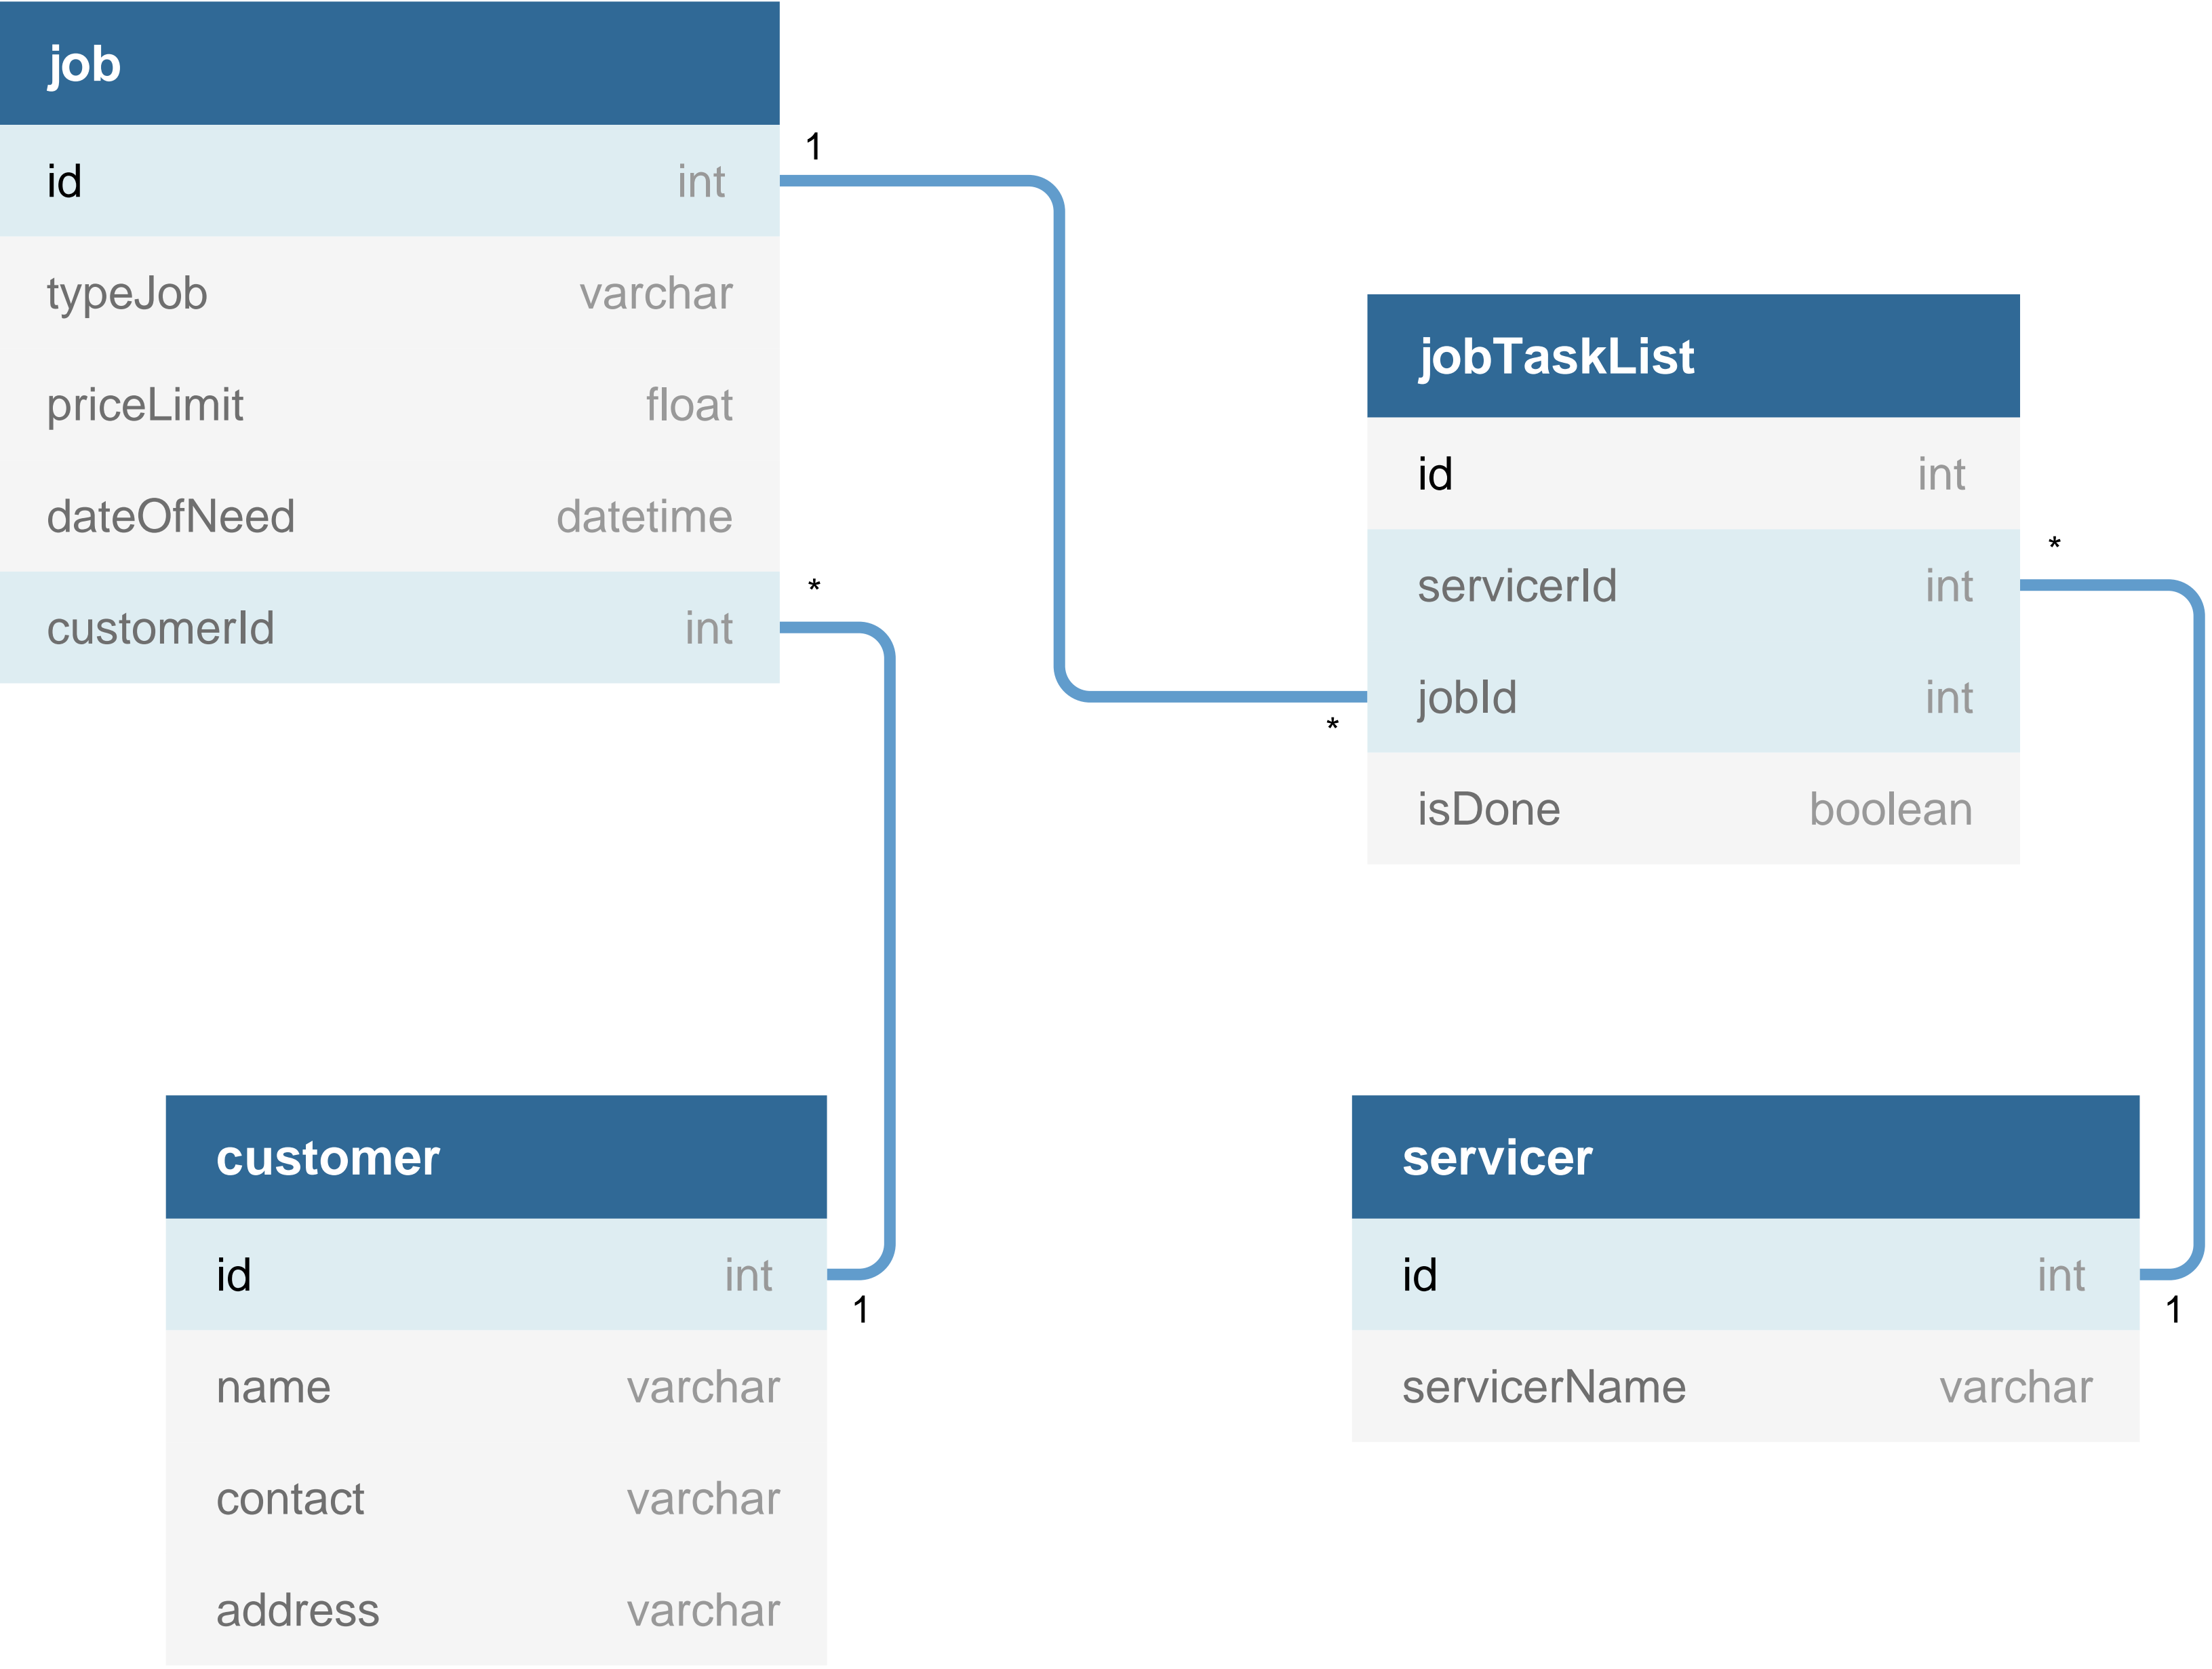 job
id int
typeJob varchar
priceLimit float
dateOfNeed datetime
customerId int
1
*
jobTaskList
id int
servicerId int
jobId int
isDone boolean
*
*
customer
id int
name varchar
contact varchar
address varchar
1
servicer
id int
servicerName varchar
1